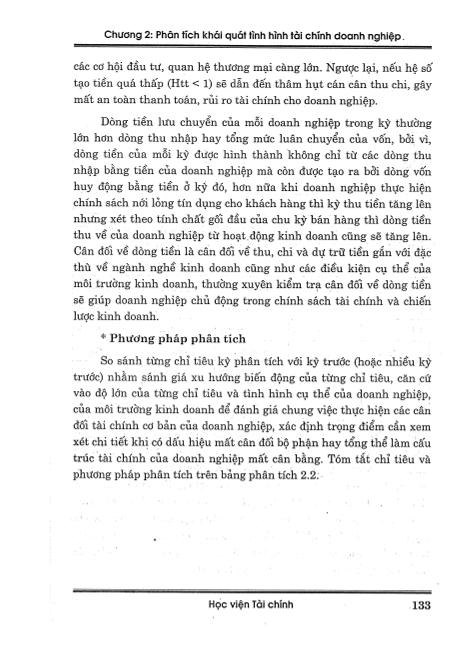 Chương 2: Phân tích khái quát tình hình tài chính doanh nghiệp.
các cơ hội đầu tư, quan hệ thương mại càng lớn. Ngược lại, nếu hệ số
tạo tiền quá thấp (Htt < 1) sẽ dẫn đến thâm hụt cán cân thu chi, gây
mất an toàn thanh toán, rủi ro tài chính cho doanh nghiệp.
Dòng tiền lưu chuyển của mỗi doanh nghiệp trong kỳ thường
lớn hơn dòng thu nhập hay tổng mức luân chuyển của vốn, bởi vì,
dòng tiền của mỗi kỳ được hình thành không chỉ từ các dòng thu
nhập bằng tiền của doanh nghiệp mà còn được tạo ra bởi dòng vốn
huy động bằng tiền ở kỳ đó, hơn nữa khi doanh nghiệp thực hiện
chính sách nới lỏng tín dụng cho khách hàng thì kỳ thu tiền tăng lên
nhưng xét theo tính chất gối đầu của chu kỳ bán hàng thì dòng tiền
thu về của doanh nghiệp từ hoạt động kinh doanh cũng sẽ tăng lên.
Cân đối về dòng tiền là cân đối về thu, chi và dự trữ tiền gắn với đặc
thù về ngành nghề kinh doanh cũng như các điều kiện cụ thể của
môi trường kinh doanh, thường xuyên kiểm tra cân đối về dòng tiền
sẽ giúp doanh nghiệp chủ động trong chính sách tài chính và chiến
lược kinh doanh.
* Phương pháp phân tích
So sánh từng chỉ tiêu kỳ phân tích với kỳ trước (hoặc nhiều kỳ
trước) nhằm sánh giá xu hướng biến động của từng chỉ tiêu, căn cứ
vào độ lớn của từng chỉ tiêu và tình hình cụ thể của doanh nghiệp,
của môi trường kinh doanh để đánh giá chung việc thực hiện các cân
đối tài chính cơ bản của doanh nghiệp, xác định trọng điểm cần xem
xét chi tiết khi có dấu hiệu mất cân đối bộ phận hay tổng thể làm cấu
trúc tài chính của doanh nghiệp mất cân bằng. Tóm tắt chỉ tiêu và
phương pháp phân tích trên bảng phân tích 2.2.
Học viện Tài chính 133